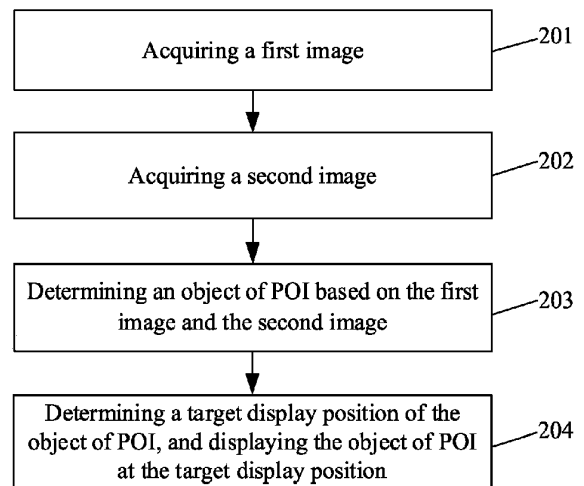 Acquiring a first image
201
Acquiring a second image
202
Determining an object of POI based on the first
image and the second image
203
Determining a target display position of the
object of POI, and displaying the object of POI
at the target display position
204